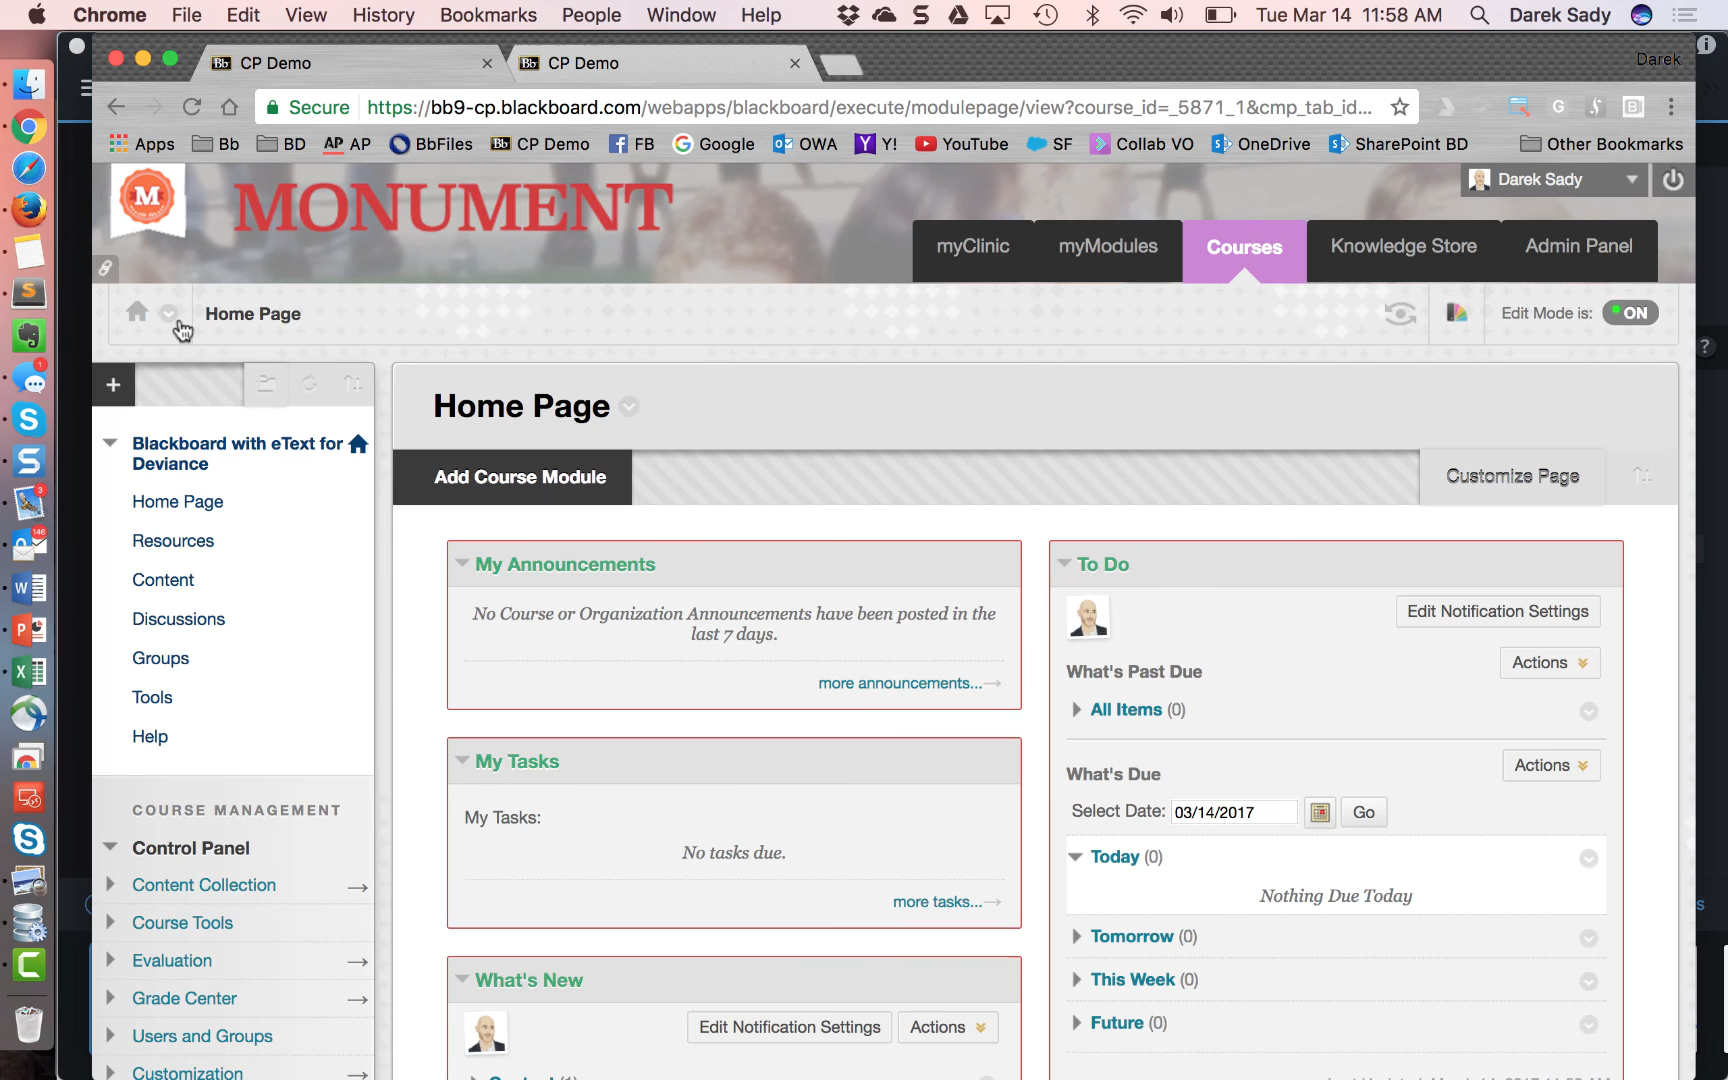 Chrome File Edit View History Bookmarks People Window Help Tue Mar 14 11:58 AM Darek Sady
CP Demo CP Demo Darek
Secure https://bb9-cp.blackboard.com/webapps/blackboard/execute/modulepage/view?course_id=_5871_1&cmp_tab_id...
Apps Bb BD AP AP BbFiles Bb CP Demo FB Google OWA Y! YouTube SF Collab VO OneDrive SharePoint BD Other Bookmarks
M MONUMENT
Darek Sady
myClinic myModules Courses Knowledge Store Admin Panel
Home Page
Edit Mode is: ON
Blackboard with eText for
Deviance
Home Page
Resources
Content
Discussions
Groups
Tools
Help
COURSE MANAGEMENT
Control Panel
Content Collection
Course Tools
Evaluation
Grade Center
Users and Groups
Customization
Home Page
Add Course Module
Customize Page
My Announcements
No Course or Organization Announcements have been posted in the
last 7 days.
more announcements...
My Tasks
My Tasks:
No tasks due.
more tasks...
What's New
Edit Notification Settings
Actions
To Do
Edit Notification Settings
Actions
What's Past Due
All Items (0)
Actions
What's Due
Select Date: 03/14/2017 Go
Today (0)
Nothing Due Today
Tomorrow (0)
This Week (0)
Future (0)
1
3
146